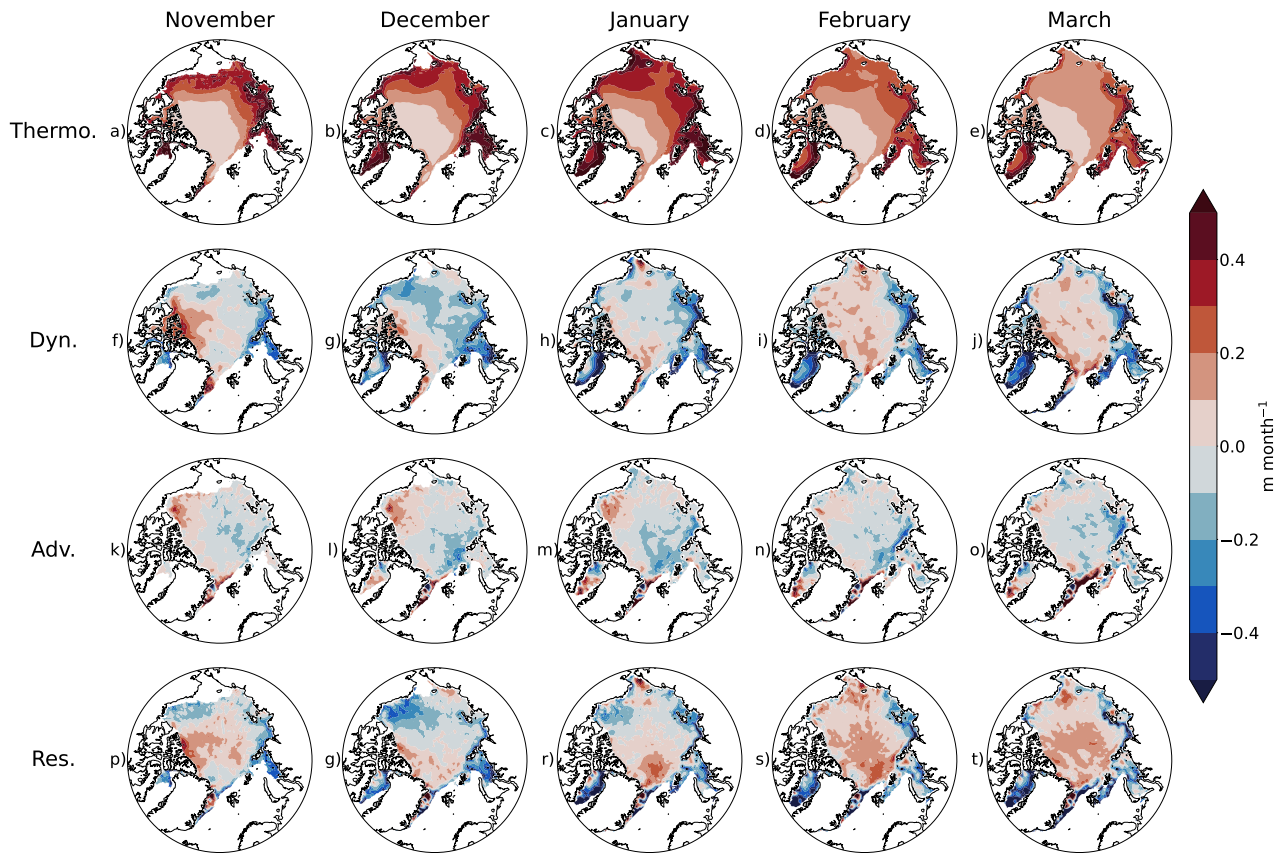 November December January February March
Thermo. a) b) c) d) e)
Dyn. f) g) h) i) j)
Adv. k) l) m) n) o)
Res. p) g) r) s) t)
0.4
0.2
0.0
−0.2
−0.4
m month⁻¹